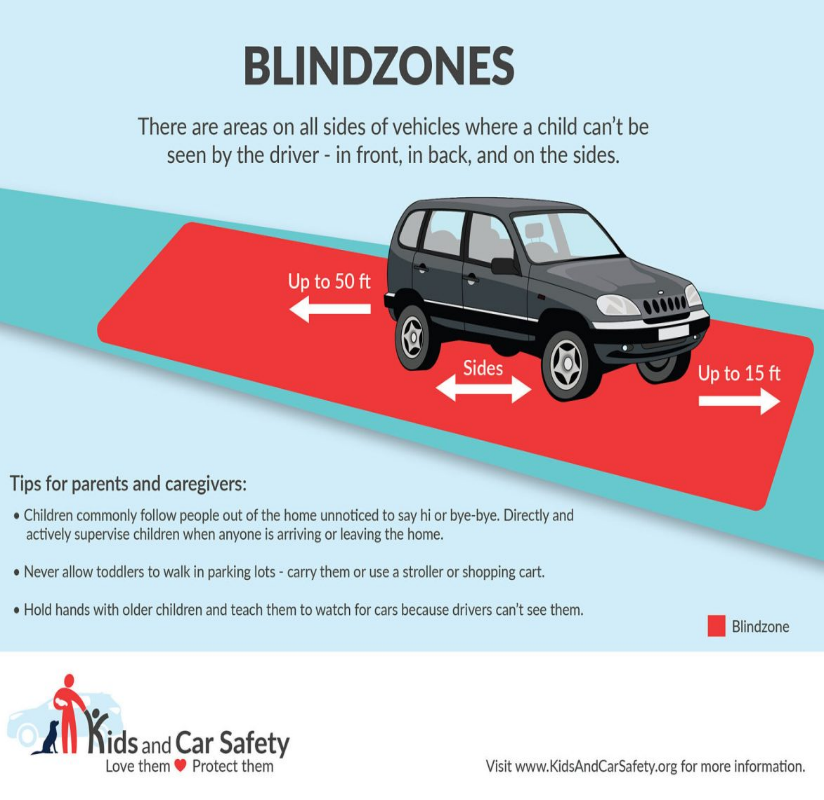 BLINDZONES
There are areas on all sides of vehicles where a child can't be
seen by the driver - in front, in back, and on the sides.
Up to 50 ft
Sides
Up to 15 ft
Tips for parents and caregivers:
• Children commonly follow people out of the home unnoticed to say hi or bye-bye. Directly and
actively supervise children when anyone is arriving or leaving the home.
• Never allow toddlers to walk in parking lots - carry them or use a stroller or shopping cart.
• Hold hands with older children and teach them to watch for cars because drivers can't see them.
Blindzone
Kids and Car Safety
Love them Protect them
Visit www.KidsAndCarSafety.org for more information.